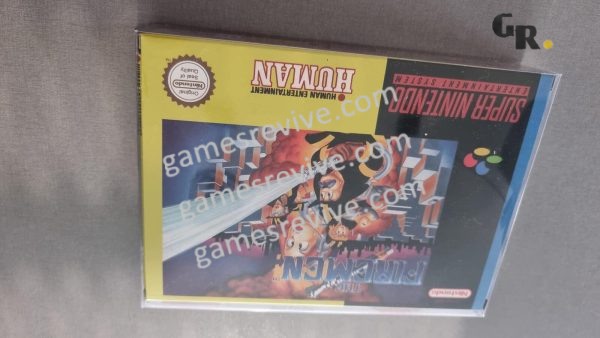 GR.
SUPER NINTENDO
ENTERTAINMENT SYSTEM
HUMAN
HUMAN ENTERTAINMENT
Original
Nintendo
Seal of
Quality
gamesrevive.com
gamesrevive.com
gamesrevive.com
THE
FIREMEN
Nintendo